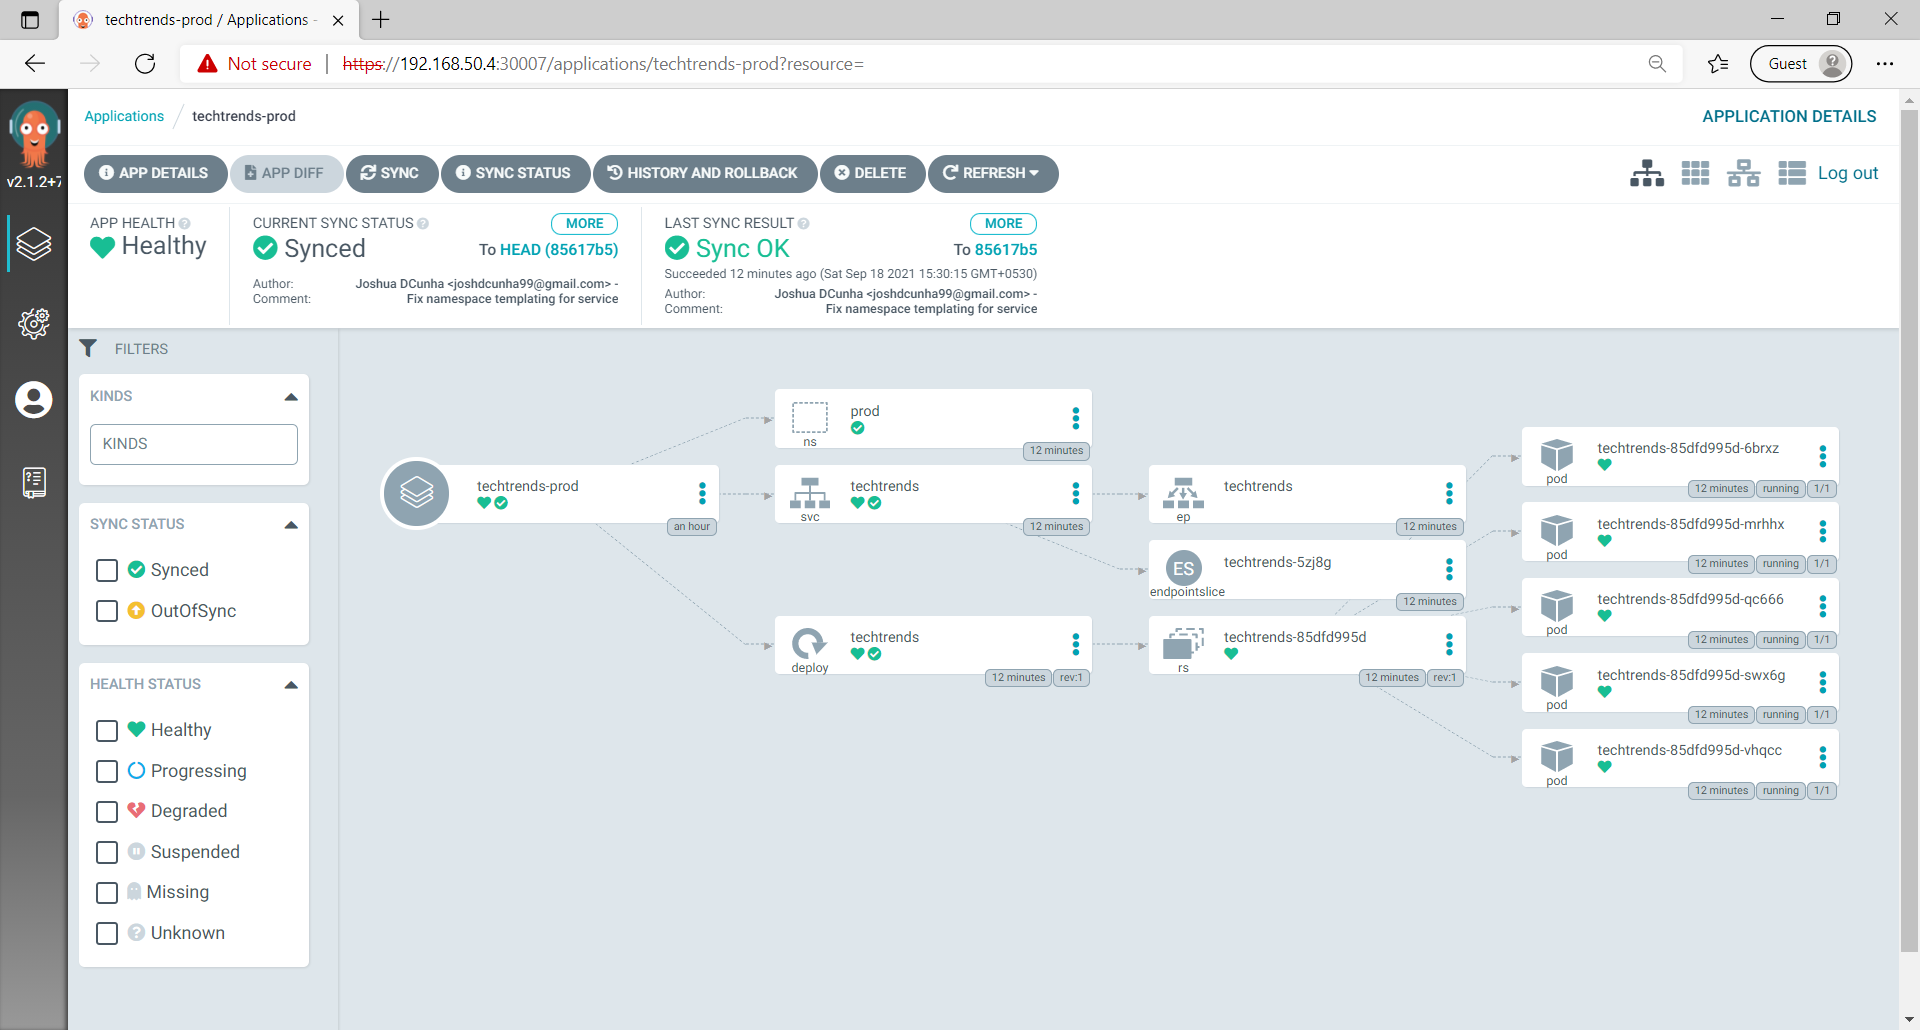 techtrends-prod / Applications -
Not secure
https://192.168.50.4:30007/applications/techtrends-prod?resource=
Guest
v2.1.2+7
Applications / techtrends-prod
APPLICATION DETAILS
APP DETAILS
APP DIFF
SYNC
SYNC STATUS
HISTORY AND ROLLBACK
DELETE
REFRESH
Log out
APP HEALTH
Healthy
CURRENT SYNC STATUS
MORE
Synced
To HEAD (85617b5)
Author: Joshua DCunha <joshdcunha99@gmail.com> -
Comment: Fix namespace templating for service
LAST SYNC RESULT
MORE
Sync OK
To 85617b5
Succeeded 12 minutes ago (Sat Sep 18 2021 15:30:15 GMT+0530)
Author: Joshua DCunha <joshdcunha99@gmail.com> -
Comment: Fix namespace templating for service
FILTERS
KINDS
KINDS
SYNC STATUS
Synced
OutOfSync
HEALTH STATUS
Healthy
Progressing
Degraded
Suspended
Missing
Unknown
techtrends-prod
an hour
prod
ns
12 minutes
techtrends
svc
12 minutes
techtrends
deploy
12 minutes rev:1
techtrends
ep
12 minutes
techtrends-5zj8g
ES
endpointslice
12 minutes
techtrends-85dfd995d
rs
12 minutes rev:1
techtrends-85dfd995d-6brxz
pod
12 minutes running 1/1
techtrends-85dfd995d-mrhhx
pod
12 minutes running 1/1
techtrends-85dfd995d-qc666
pod
12 minutes running 1/1
techtrends-85dfd995d-swx6g
pod
12 minutes running 1/1
techtrends-85dfd995d-vhqcc
pod
12 minutes running 1/1